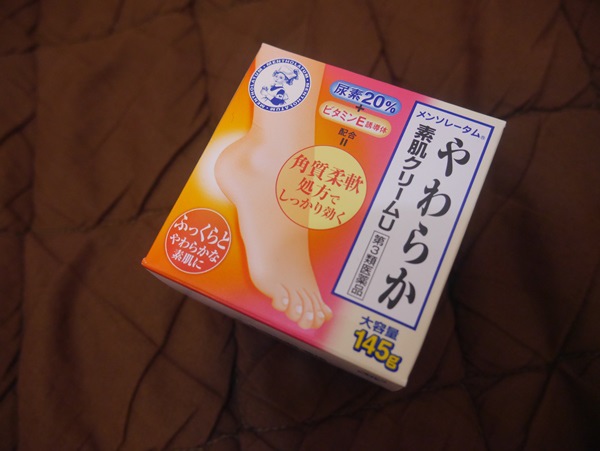 MENTHOLATUM
尿素20%
+
ビタミンE誘導体
配合
角質柔軟
処方で
しっかり効く
ふっくらと
やわらかな
素肌に
メンソレータム®
やわらか
素肌クリームU
第3類医薬品
大容量
145g